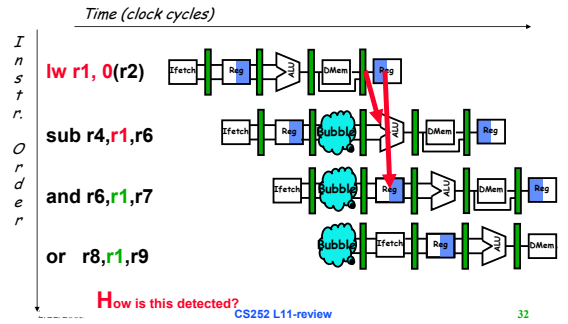 Time (clock cycles)
Instr. Order
lw r1, 0(r2)
Ifetch Reg ALU DMem Reg
sub r4,r1,r6
Ifetch Reg Bubble ALU DMem Reg
and r6,r1,r7
Ifetch Bubble Reg ALU DMem Reg
or r8,r1,r9
Bubble Ifetch Reg ALU DMem
How is this detected?
CS252 L11-review
32